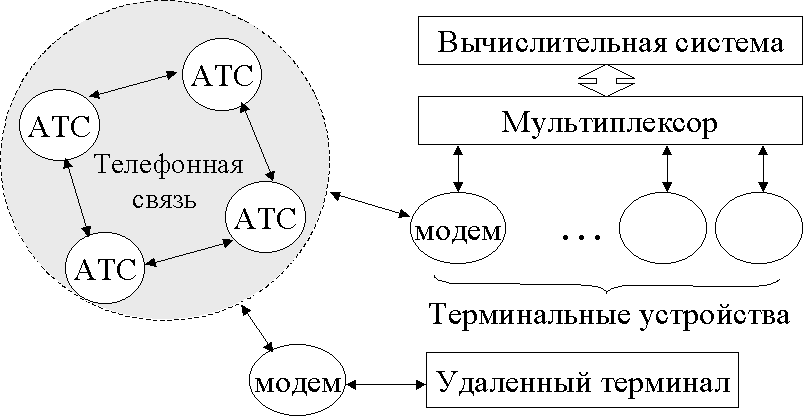 АТС
АТС
Телефонная
связь
АТС
АТС
Вычислительная система
Мультиплексор
модем
...
Терминальные устройства
модем
Удаленный терминал